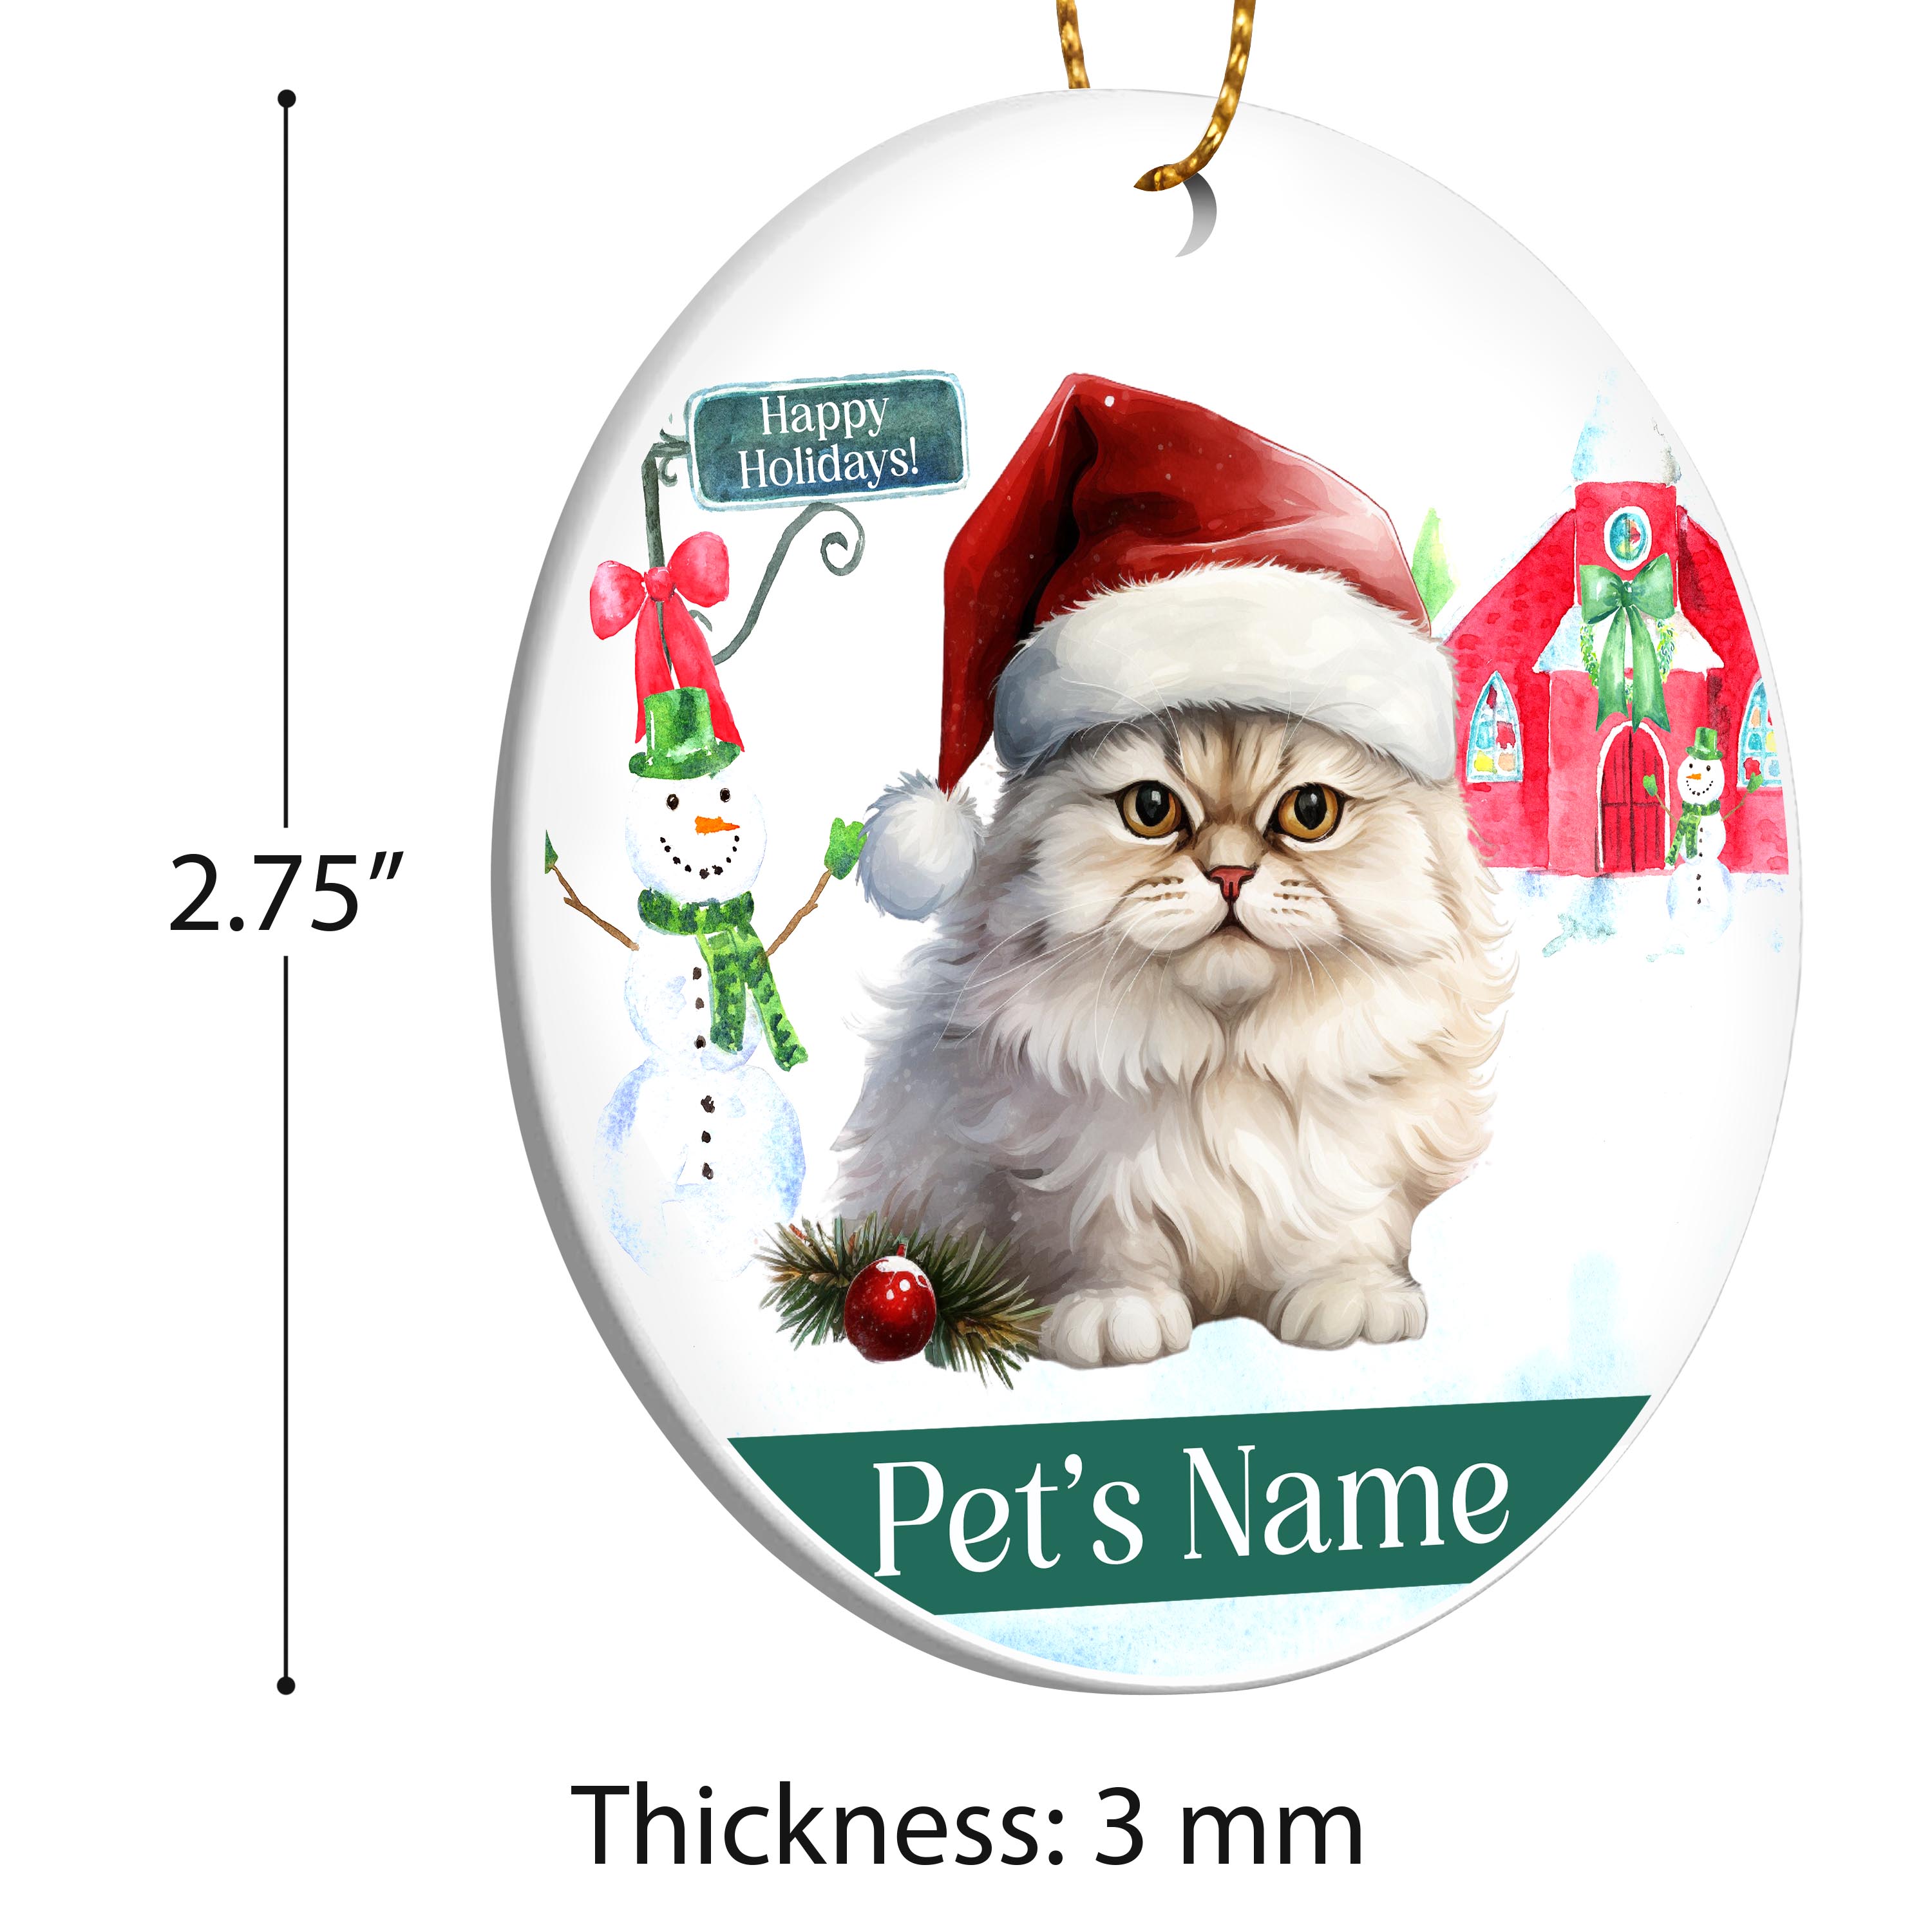 Happy
Holidays!
2.75”
Pet’s Name
Thickness: 3 mm